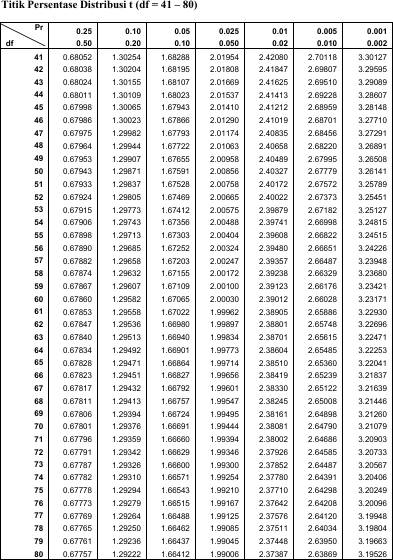 Titik Persentase Distribusi t (df = 41 – 80)
Pr 0.25 0.10 0.05 0.025 0.01 0.005 0.001
df 0.50 0.20 0.10 0.050 0.02 0.010 0.002
41 0.68052 1.30254 1.68288 2.01954 2.42080 2.70118 3.30127
42 0.68038 1.30204 1.68195 2.01808 2.41847 2.69807 3.29595
43 0.68024 1.30155 1.68107 2.01669 2.41625 2.69510 3.29089
44 0.68011 1.30109 1.68023 2.01537 2.41413 2.69228 3.28607
45 0.67998 1.30065 1.67943 2.01410 2.41212 2.68959 3.28148
46 0.67986 1.30023 1.67866 2.01290 2.41019 2.68701 3.27710
47 0.67975 1.29982 1.67793 2.01174 2.40835 2.68456 3.27291
48 0.67964 1.29944 1.67722 2.01063 2.40658 2.68220 3.26891
49 0.67953 1.29907 1.67655 2.00958 2.40489 2.67995 3.26508
50 0.67943 1.29871 1.67591 2.00856 2.40327 2.67779 3.26141
51 0.67933 1.29837 1.67528 2.00758 2.40172 2.67572 3.25789
52 0.67924 1.29805 1.67469 2.00665 2.40022 2.67373 3.25451
53 0.67915 1.29773 1.67412 2.00575 2.39879 2.67182 3.25127
54 0.67906 1.29743 1.67356 2.00488 2.39741 2.66998 3.24815
55 0.67898 1.29713 1.67303 2.00404 2.39608 2.66822 3.24515
56 0.67890 1.29685 1.67252 2.00324 2.39480 2.66651 3.24226
57 0.67882 1.29658 1.67203 2.00247 2.39357 2.66487 3.23948
58 0.67874 1.29632 1.67155 2.00172 2.39238 2.66329 3.23680
59 0.67867 1.29607 1.67109 2.00100 2.39123 2.66176 3.23421
60 0.67860 1.29582 1.67065 2.00030 2.39012 2.66028 3.23171
61 0.67853 1.29558 1.67022 1.99962 2.38905 2.65886 3.22930
62 0.67847 1.29536 1.66980 1.99897 2.38801 2.65748 3.22696
63 0.67840 1.29513 1.66940 1.99834 2.38701 2.65615 3.22471
64 0.67834 1.29492 1.66901 1.99773 2.38604 2.65485 3.22253
65 0.67828 1.29471 1.66864 1.99714 2.38510 2.65360 3.22041
66 0.67823 1.29451 1.66827 1.99656 2.38419 2.65239 3.21837
67 0.67817 1.29432 1.66792 1.99601 2.38330 2.65122 3.21639
68 0.67811 1.29413 1.66757 1.99547 2.38245 2.65008 3.21446
69 0.67806 1.29394 1.66724 1.99495 2.38161 2.64898 3.21260
70 0.67801 1.29376 1.66691 1.99444 2.38081 2.64790 3.21079
71 0.67796 1.29359 1.66660 1.99394 2.38002 2.64686 3.20903
72 0.67791 1.29342 1.66629 1.99346 2.37926 2.64585 3.20733
73 0.67787 1.29326 1.66600 1.99300 2.37852 2.64487 3.20567
74 0.67782 1.29310 1.66571 1.99254 2.37780 2.64391 3.20406
75 0.67778 1.29294 1.66543 1.99210 2.37710 2.64298 3.20249
76 0.67773 1.29279 1.66515 1.99167 2.37642 2.64208 3.20096
77 0.67769 1.29264 1.66488 1.99125 2.37576 2.64120 3.19948
78 0.67765 1.29250 1.66462 1.99085 2.37511 2.64034 3.19804
79 0.67761 1.29236 1.66437 1.99045 2.37448 2.63950 3.19663
80 0.67757 1.29222 1.66412 1.99006 2.37387 2.63869 3.19526